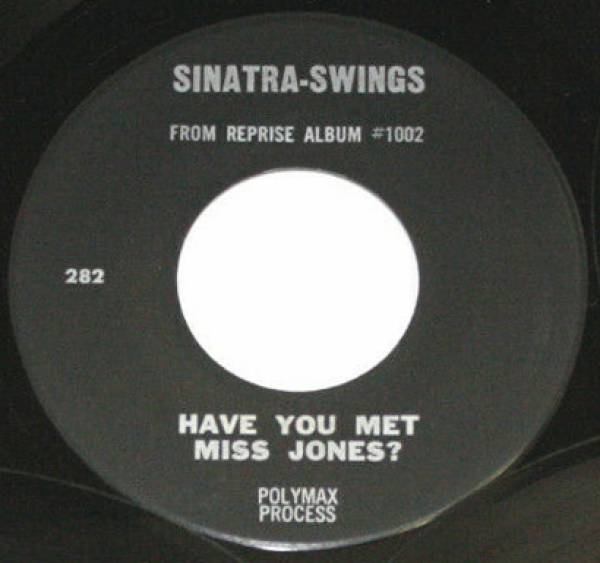 SINATRA-SWINGS
FROM REPRISE ALBUM #1002
282
HAVE YOU MET
MISS JONES?
POLYMAX
PROCESS